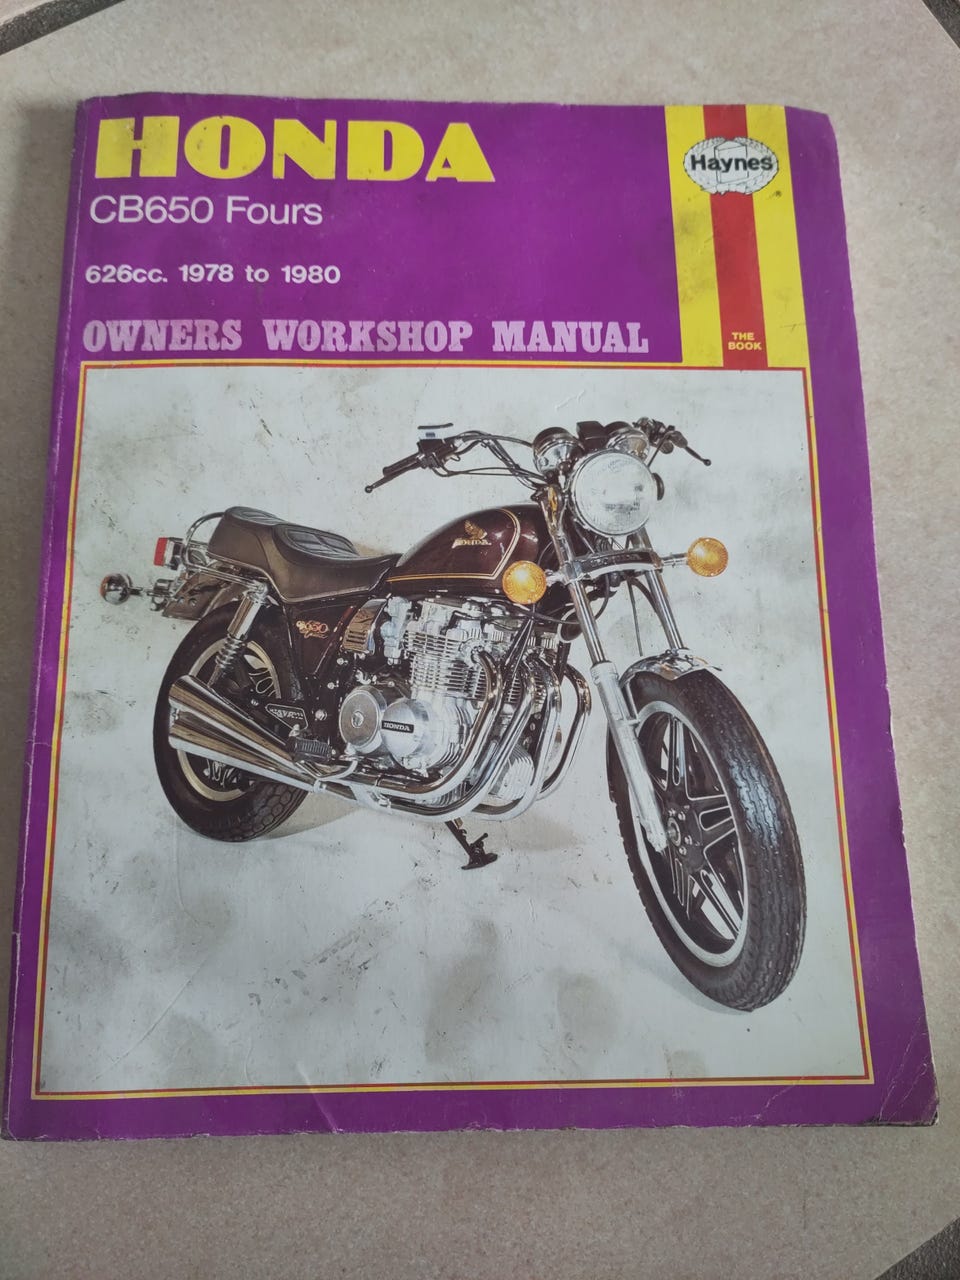 HONDA
CB650 Fours
626cc. 1978 to 1980
OWNERS WORKSHOP MANUAL
Haynes
®
THE
BOOK
HONDA
HONDA